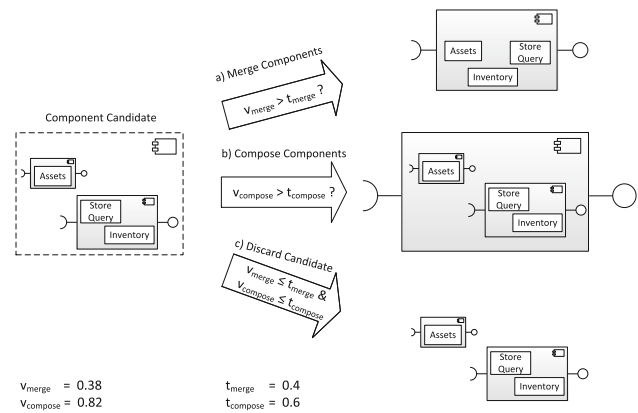 Component Candidate
Assets
Store
Query
Inventory
a) Merge Components
v_merge > t_merge ?
b) Compose Components
v_compose > t_compose ?
c) Discard Candidate
v_merge ≤ t_merge &
v_compose ≤ t_compose
Assets
Store
Query
Inventory
Assets
Store
Query
Inventory
Assets
Store
Query
Inventory
v_merge = 0.38
v_compose = 0.82
t_merge = 0.4
t_compose = 0.6